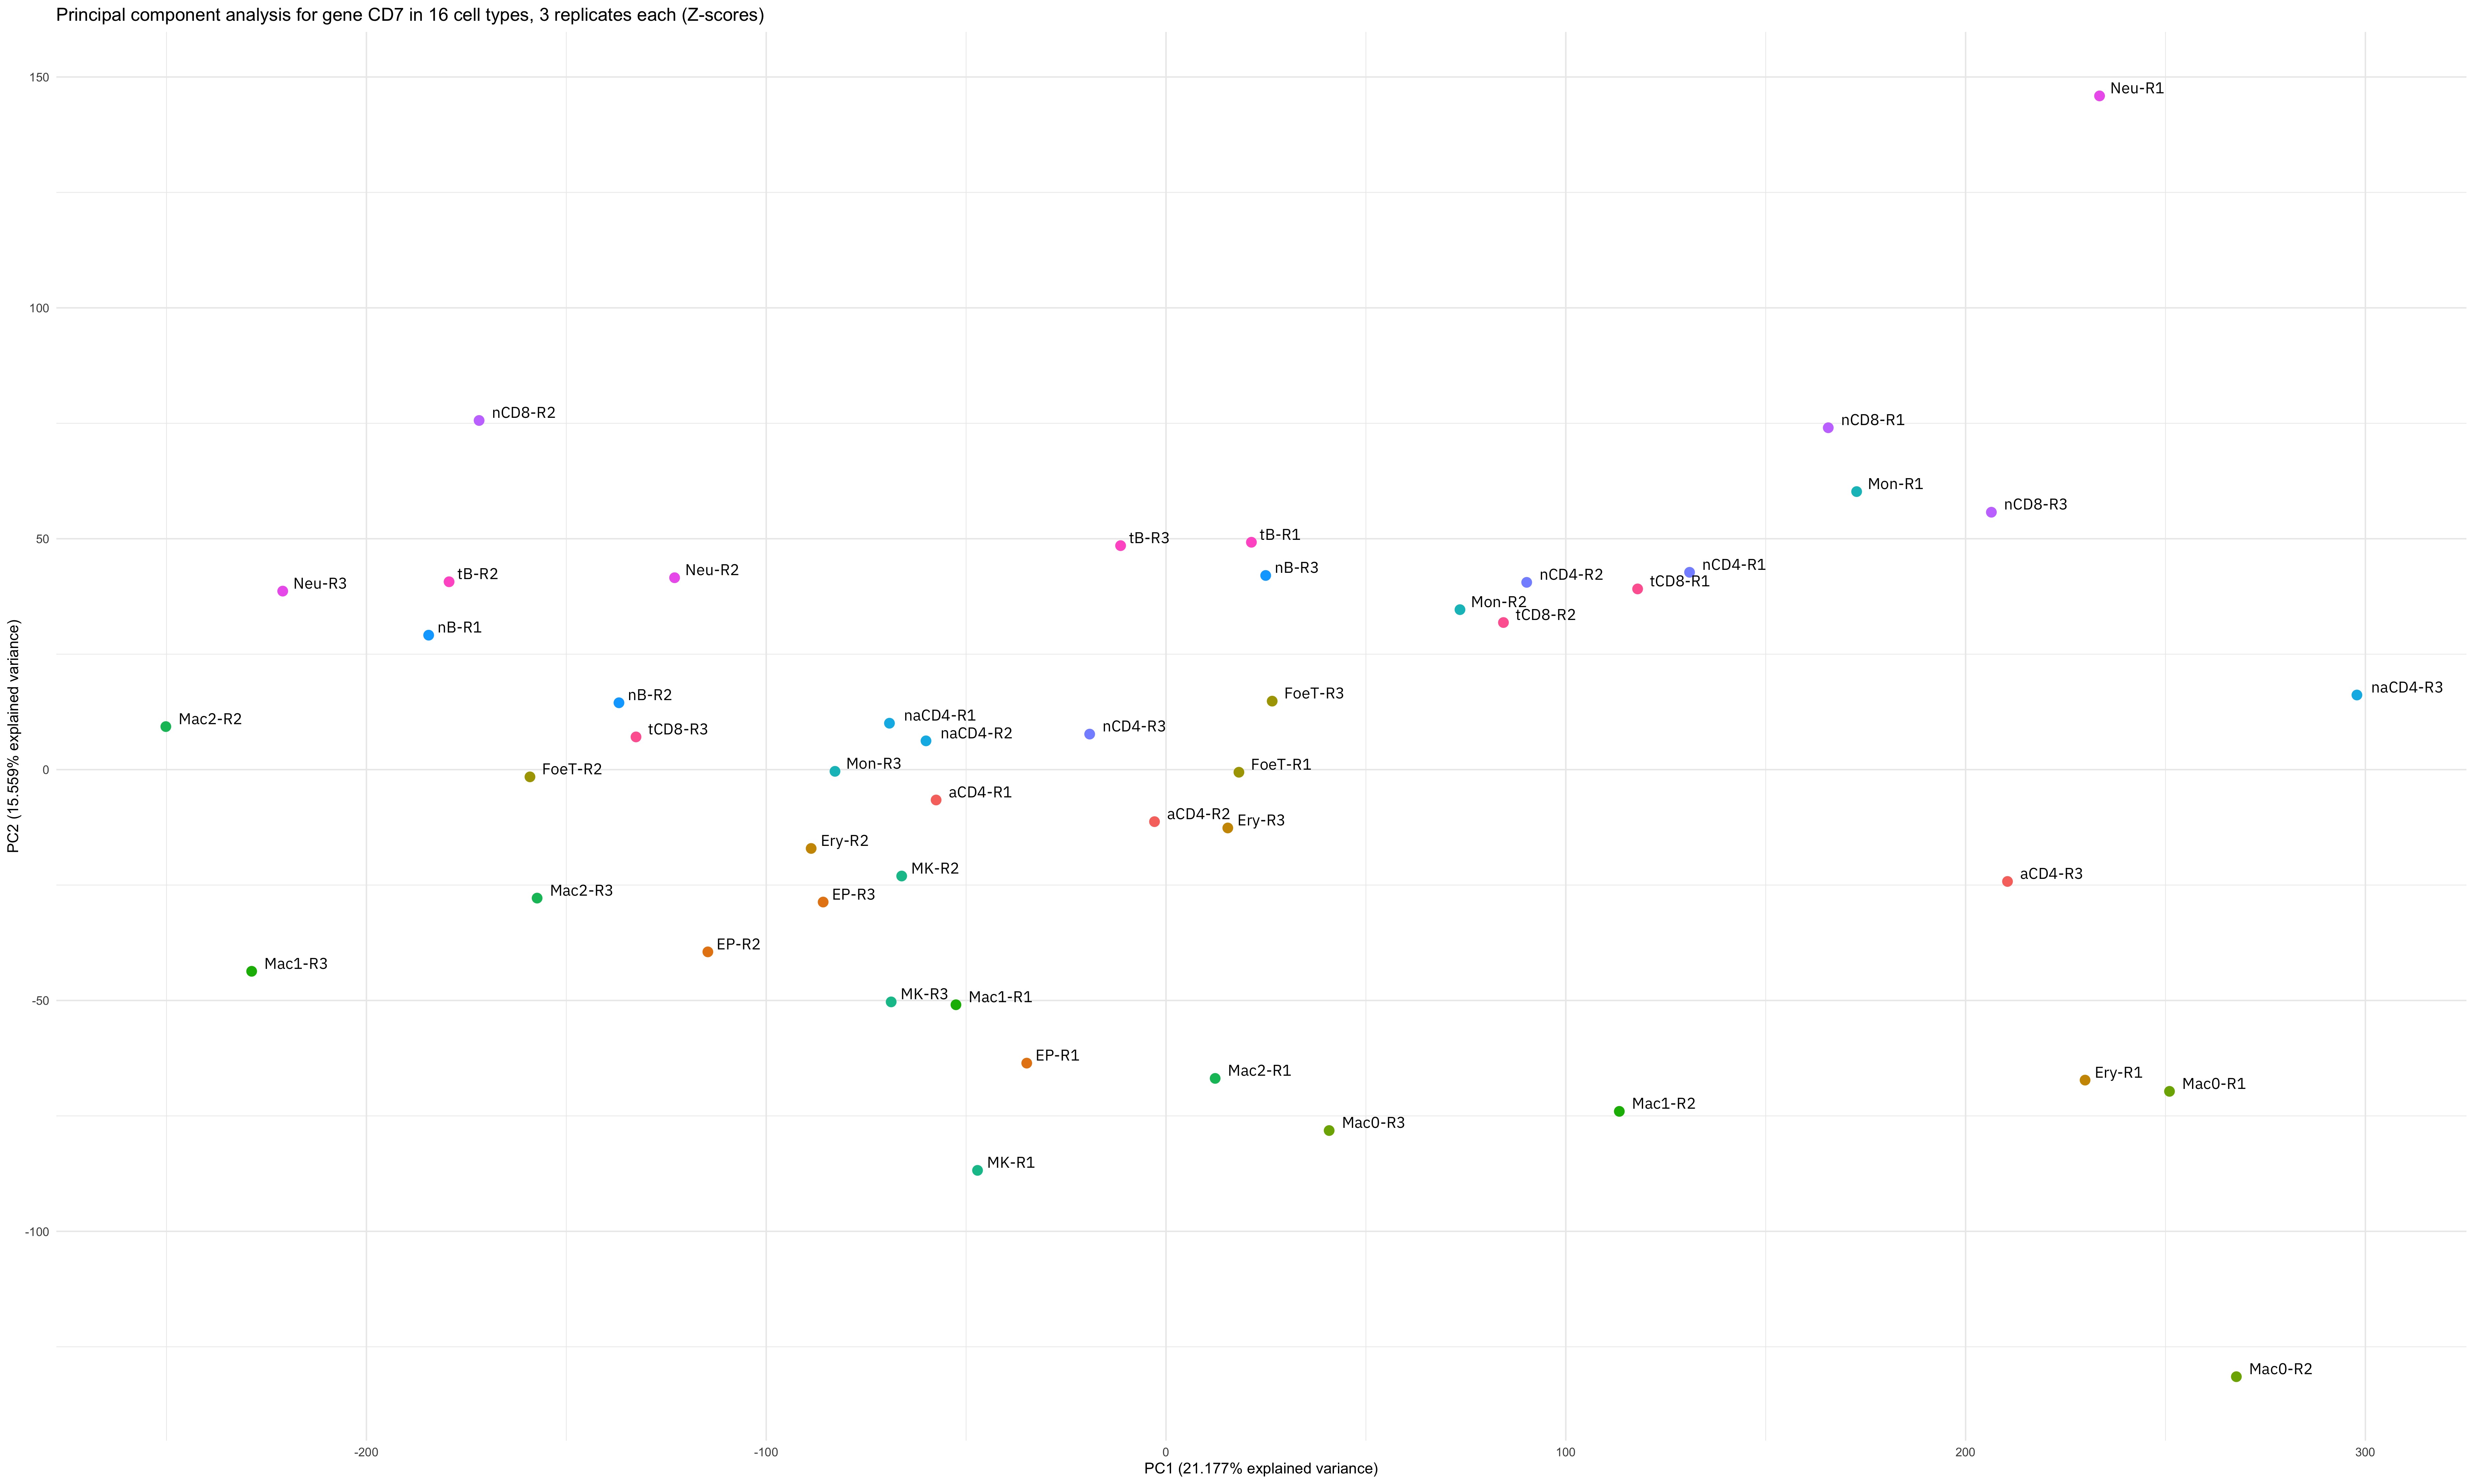 Principal component analysis for gene CD7 in 16 cell types, 3 replicates each (Z-scores)
150
Neu-R1
100
nCD8-R2
nCD8-R1
Mon-R1
nCD8-R3
50
tB-R3
tB-R1
nB-R3
nCD4-R1
nCD4-R2
tCD8-R1
Neu-R3
tB-R2
Neu-R2
Mon-R2
tCD8-R2
nB-R1
PC2 (15.559% explained variance)
nB-R2
FoeT-R3
naCD4-R3
Mac2-R2
naCD4-R1
tCD8-R3
naCD4-R2
nCD4-R3
0
FoeT-R2
Mon-R3
FoeT-R1
aCD4-R1
aCD4-R2
Ery-R3
Ery-R2
MK-R2
aCD4-R3
Mac2-R3
EP-R3
EP-R2
Mac1-R3
-50
MK-R3
Mac1-R1
EP-R1
Mac2-R1
Ery-R1
Mac0-R1
Mac1-R2
Mac0-R3
MK-R1
-100
Mac0-R2
-200
-100
0
100
200
300
PC1 (21.177% explained variance)